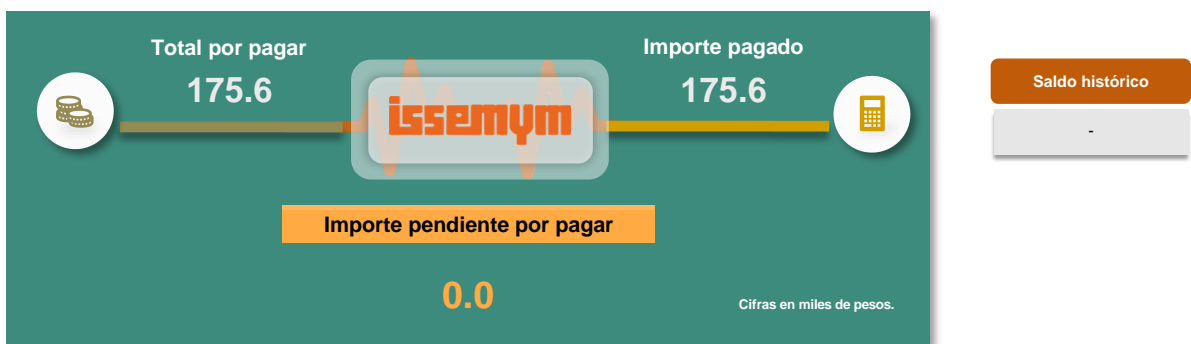 Total por pagar
175.6
issemym
Importe pagado
175.6
Saldo histórico
-
Importe pendiente por pagar
0.0
Cifras en miles de pesos.